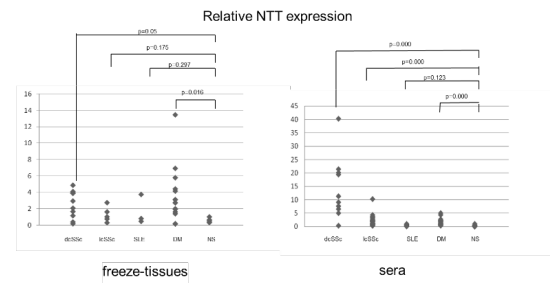 Relative NTT expression
p=0.05
p=0.175
p=0.297
p=0.016
16
14
12
10
8
6
4
2
0
dcSSc lcSSc SLE DM NS
freeze-tissues
p=0.000
p=0.000
p=0.123
p=0.000
45
40
35
30
25
20
15
10
5
0
dcSSc lcSSc SLE DM NS
sera